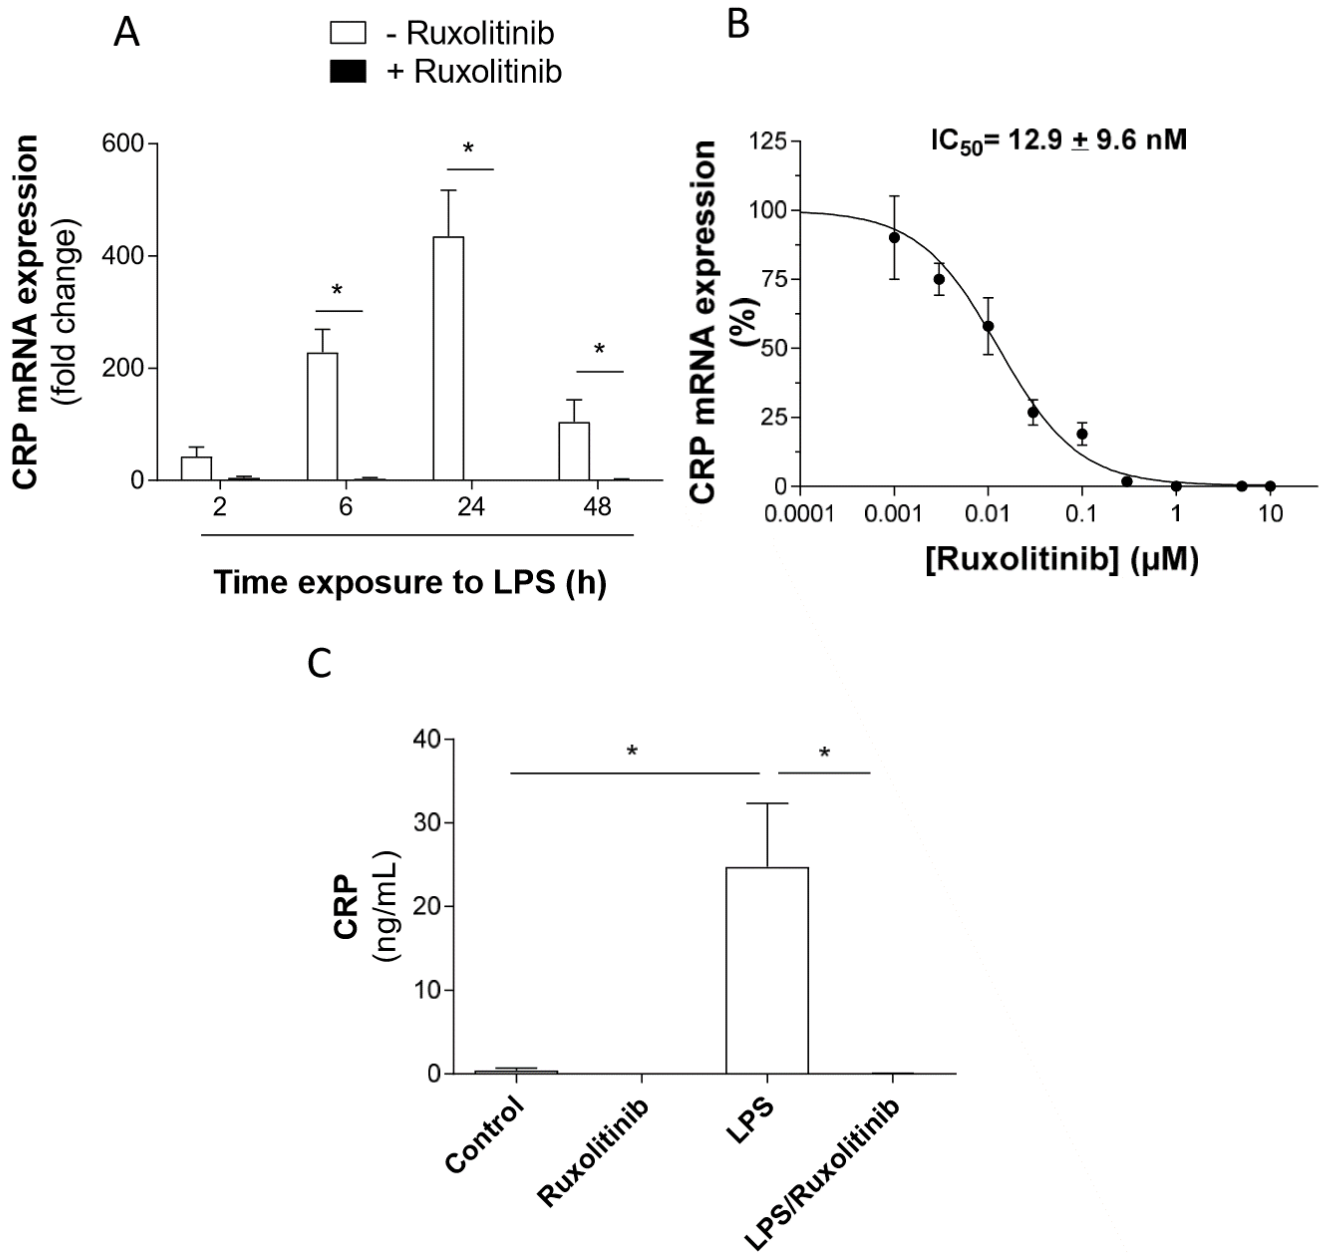 A
- Ruxolitinib
+ Ruxolitinib
CRP mRNA expression
(fold change)
600
400
200
0
*
*
*
2
6
24
48
Time exposure to LPS (h)
B
IC50= 12.9 ± 9.6 nM
CRP mRNA expression
(%)
125
100
75
50
25
0
0.0001
0.001
0.01
0.1
1
10
[Ruxolitinib] (µM)
C
CRP
(ng/mL)
40
30
20
10
0
*
*
Control
Ruxolitinib
LPS
LPS/Ruxolitinib